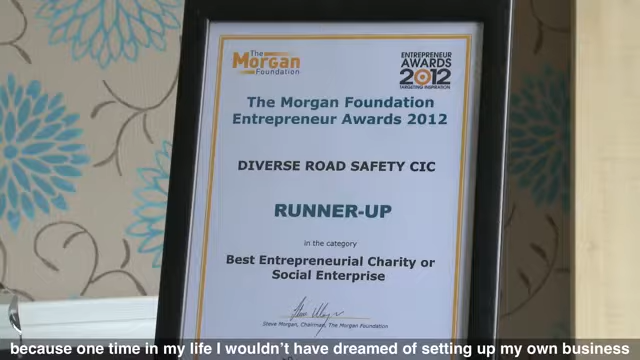 The
Morgan
Foundation
ENTREPRENEUR
AWARDS
2012
TARGETING INSPIRATION
The Morgan Foundation
Entrepreneur Awards 2012
DIVERSE ROAD SAFETY CIC
RUNNER-UP
in the category
Best Entrepreneurial Charity or
Social Enterprise
Steve Morgan, Chairman, The Morgan Foundation
because one time in my life I wouldn't have dreamed of setting up my own business